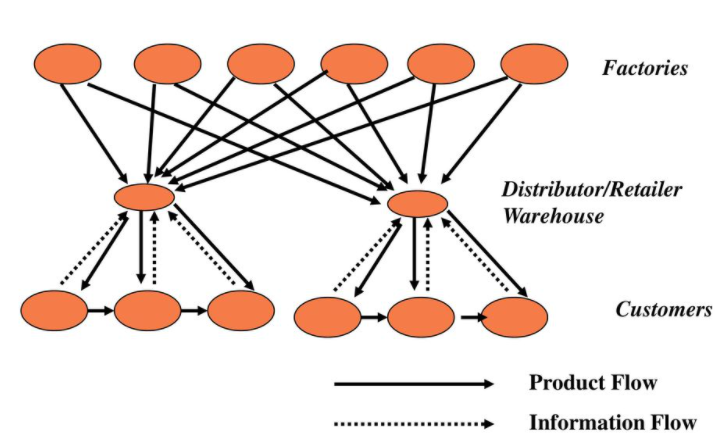 Factories
Distributor/Retailer
Warehouse
Customers
Product Flow
Information Flow